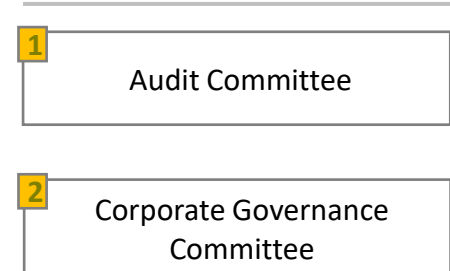 1
Audit Committee
2
Corporate Governance
Committee